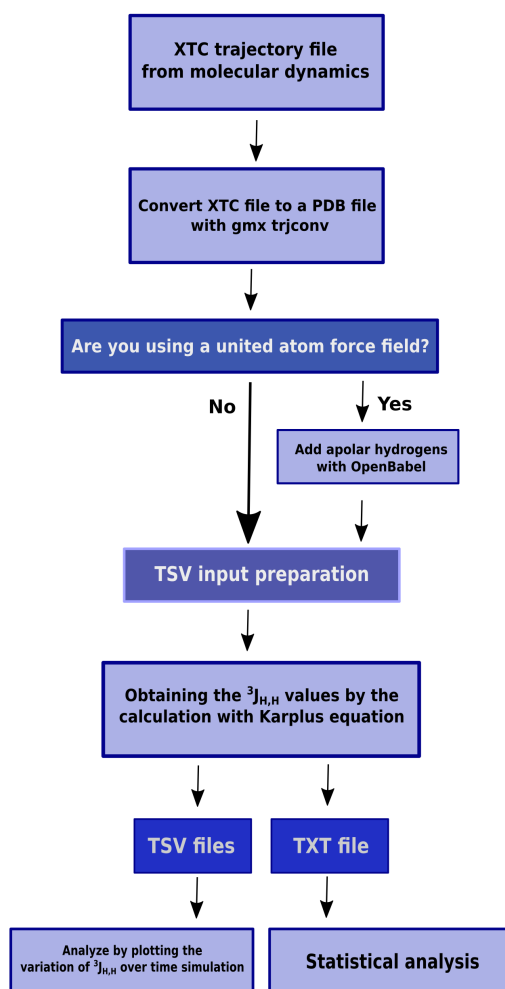 XTC trajectory file
from molecular dynamics
Convert XTC file to a PDB file
with gmx trjconv
Are you using a united atom force field?
No
Yes
Add apolar hydrogens
with OpenBabel
TSV input preparation
Obtaining the ³J_H,H values by the
calculation with Karplus equation
TSV files
TXT file
Analyze by plotting the
variation of ³J_H,H over time simulation
Statistical analysis